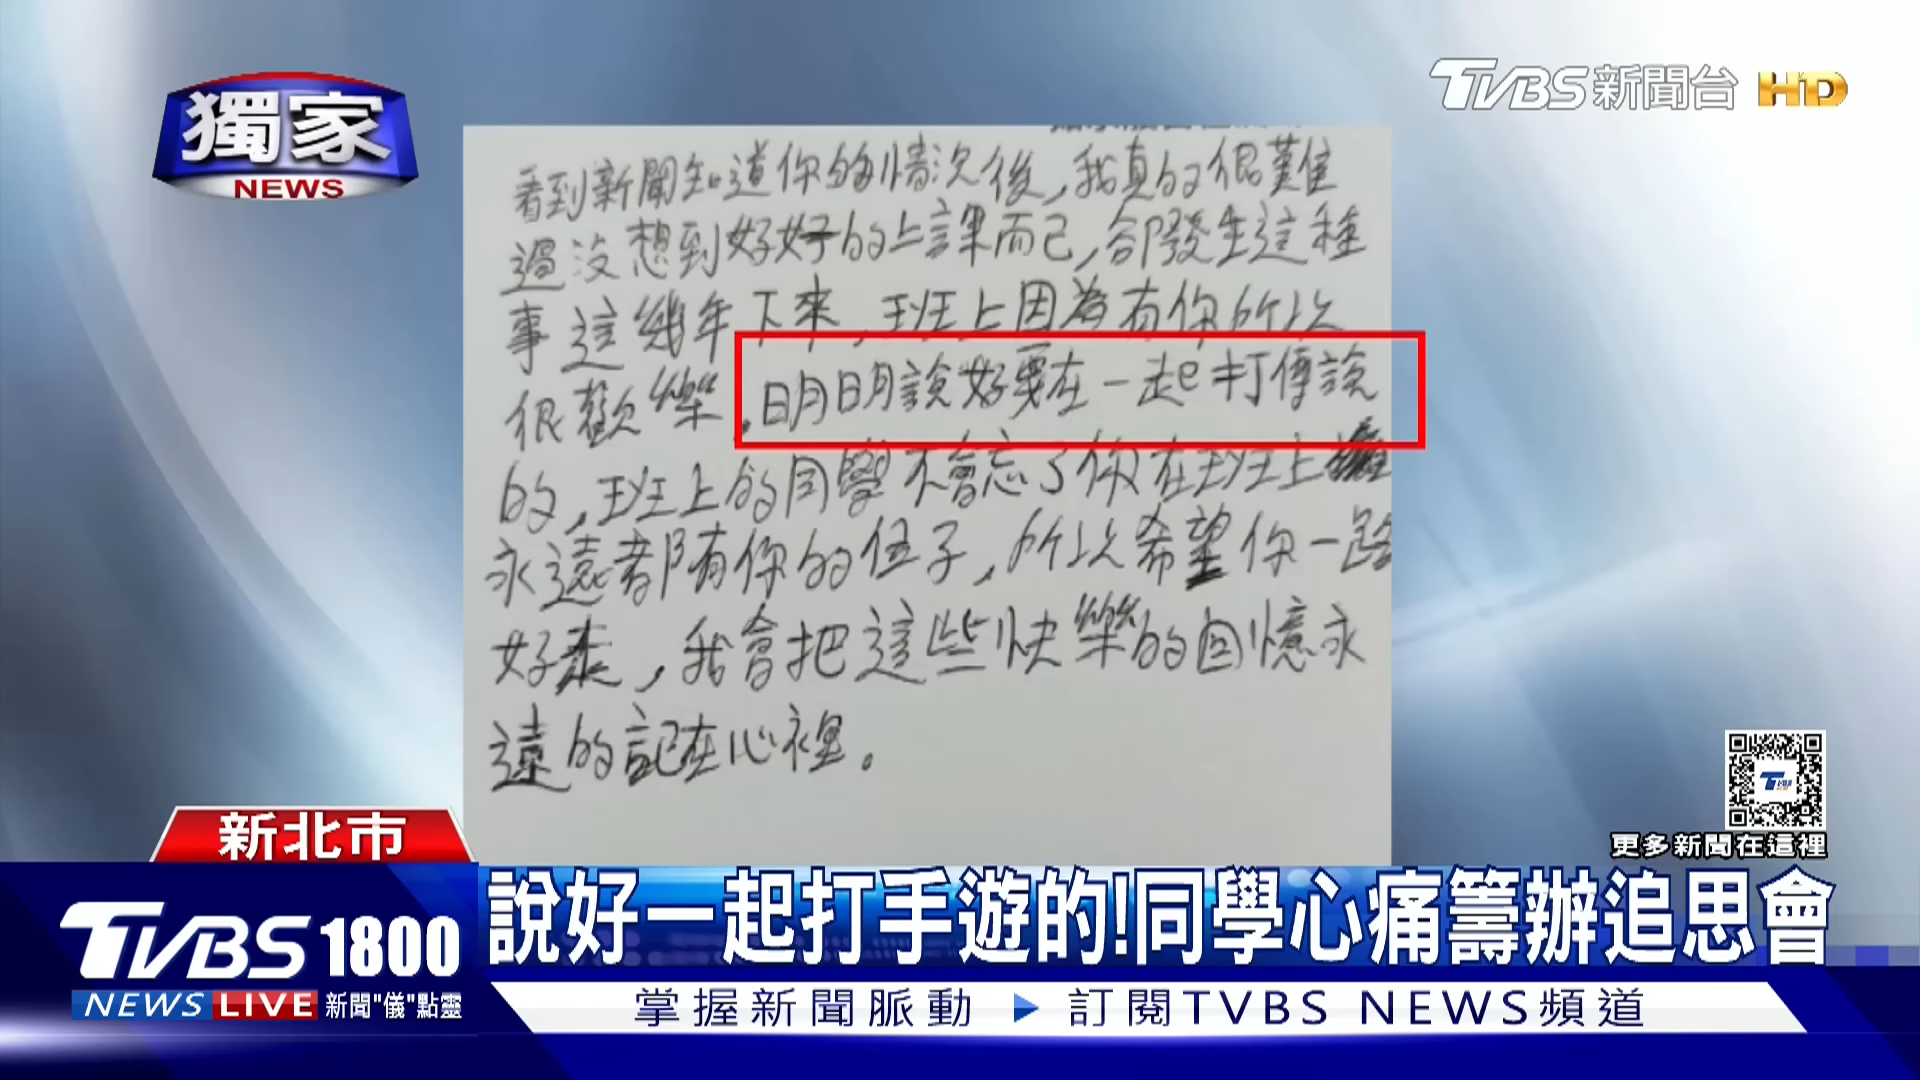 獨家
NEWS
TVBS新聞台 HD
看到新聞知道你的情況後,我真的很難
過沒想到好好的上課而已,卻發生這種
事這幾年下來,班上因為有你所以
很歡樂,明明說好要在一起打傳說
的,班上的同學不會忘了你在班上
永遠都有你的位子,所以希望你一路
好走,我會把這些快樂的回憶永
遠的記在心裡。
更多新聞在這裡
新北市
說好一起打手遊的!同學心痛籌辦追思會
TVBS 1800
NEWS LIVE 新聞"儀"點靈
掌握新聞脈動 ▶ 訂閱TVBS NEWS頻道